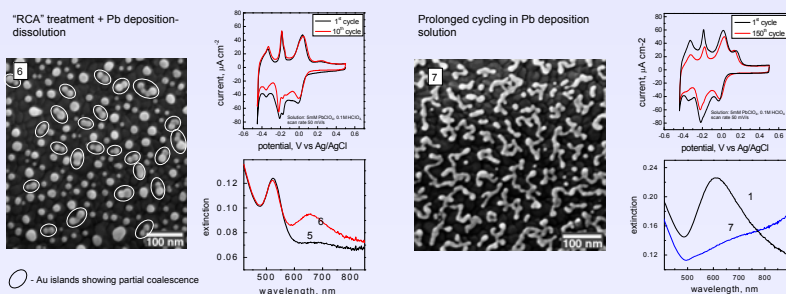 "RCA" treatment + Pb deposition-
dissolution
6
100 nm
- Au islands showing partial coalescence
current, µA cm-2
80
60
40
20
0
-20
-40
-60
-80
1st cycle
10th cycle
Solution: 5mM PbClO4, 0.1M HClO4
scan rate 50 mV/s
-0.4 -0.2 0.0 0.2 0.4 0.6
potential, V vs Ag/AgCl
extinction
0.12
0.10
0.08
0.06
6
5
500 600 700 800
wavelength, nm
Prolonged cycling in Pb deposition
solution
7
100 nm
current, µA cm-2
80
60
40
20
0
-20
-40
-60
-80
1st cycle
150th cycle
Solution: 5mM PbClO4, 0.1M HClO4
scan rate 50 mV/s
-0.6 -0.4 -0.2 0.0 0.2 0.4 0.6
potential, V vs Ag/AgCl
extinction
0.24
0.20
0.16
0.12
1
7
500 600 700 800 900
wavelength, nm